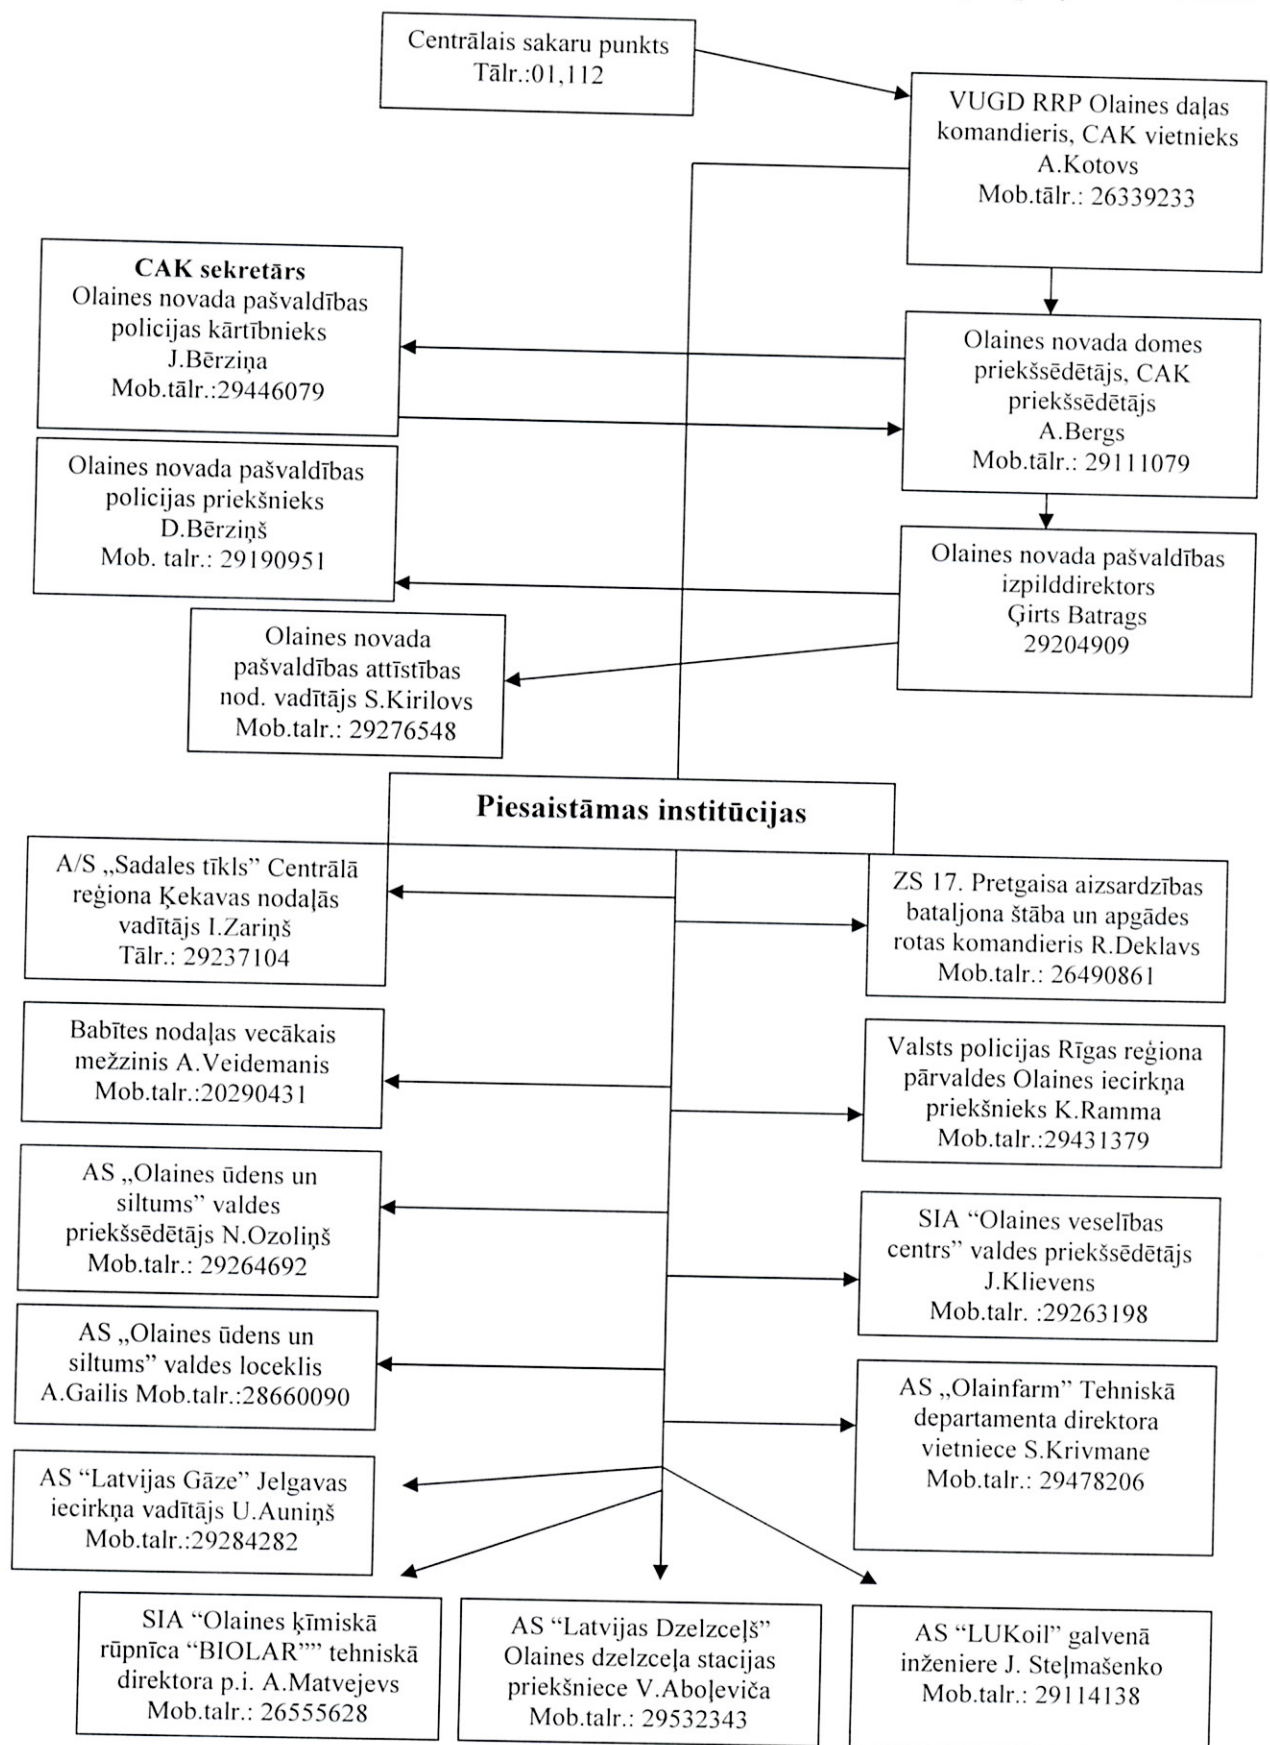 Centrālais sakaru punkts
Tālr.:01,112
VUGD RRP Olaines daļas
komandieris, CAK vietnieks
A.Kotovs
Mob.tālr.: 26339233
CAK sekretārs
Olaines novada pašvaldības
policijas kārtībnieks
J.Bērziņa
Mob.tālr.:29446079
Olaines novada domes
priekšsēdētājs, CAK
priekšsēdētājs
A.Bergs
Mob.tālr.: 29111079
Olaines novada pašvaldības
policijas priekšnieks
D.Bērziņš
Mob. talr.: 29190951
Olaines novada pašvaldības
izpilddirektors
Ģirts Batrags
29204909
Olaines novada
pašvaldības attīstības
nod. vadītājs S.Kirilovs
Mob.talr.: 29276548
Piesaistāmas institūcijas
A/S „Sadales tīkls” Centrālā
reģiona Ķekavas nodaļās
vadītājs I.Zariņš
Tālr.: 29237104
ZS 17. Pretgaisa aizsardzības
bataljona štāba un apgādes
rotas komandieris R.Deklavs
Mob.talr.: 26490861
Babītes nodaļas vecākais
mežzinis A.Veidemanis
Mob.talr.:20290431
Valsts policijas Rīgas reģiona
pārvaldes Olaines iecirkņa
priekšnieks K.Ramma
Mob.talr.:29431379
AS „Olaines ūdens un
siltums” valdes
priekšsēdētājs N.Ozoliņš
Mob.talr.: 29264692
SIA “Olaines veselības
centrs” valdes priekšsēdētājs
J.Klievens
Mob.talr. :29263198
AS „Olaines ūdens un
siltums” valdes loceklis
A.Gailis Mob.talr.:28660090
AS „Olainfarm” Tehniskā
departamenta direktora
vietniece S.Krivmane
Mob.talr.: 29478206
AS “Latvijas Gāze” Jelgavas
iecirkņa vadītājs U.Auniņš
Mob.talr.:29284282
SIA “Olaines ķīmiskā
rūpnīca “BIOLAR”” tehniskā
direktora p.i. A.Matvejevs
Mob.talr.: 26555628
AS “Latvijas Dzelzceļš”
Olaines dzelzceļa stacijas
priekšniece V.Aboļeviča
Mob.talr.: 29532343
AS “LUKoil” galvenā
inženiere J. Steļmašenko
Mob.talr.: 29114138